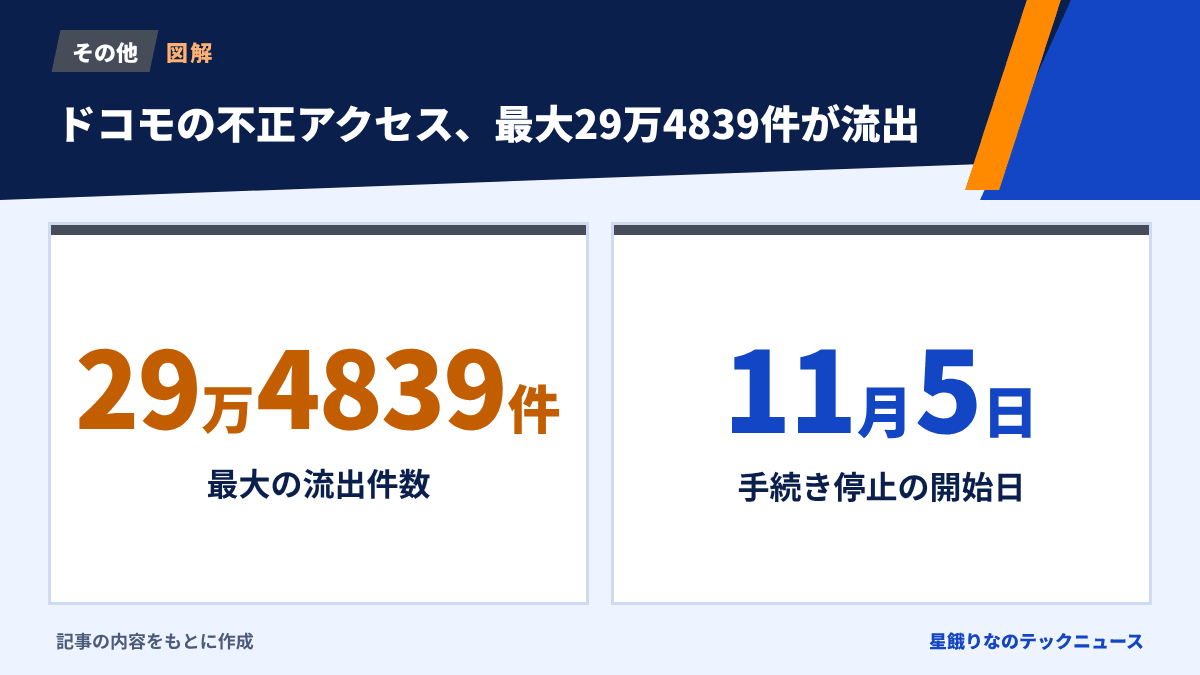 その他 図解
ドコモの不正アクセス、最大29万4839件が流出
29万4839件
最大の流出件数
11月5日
手続き停止の開始日
記事の内容をもとに作成
星餓りなのテックニュース